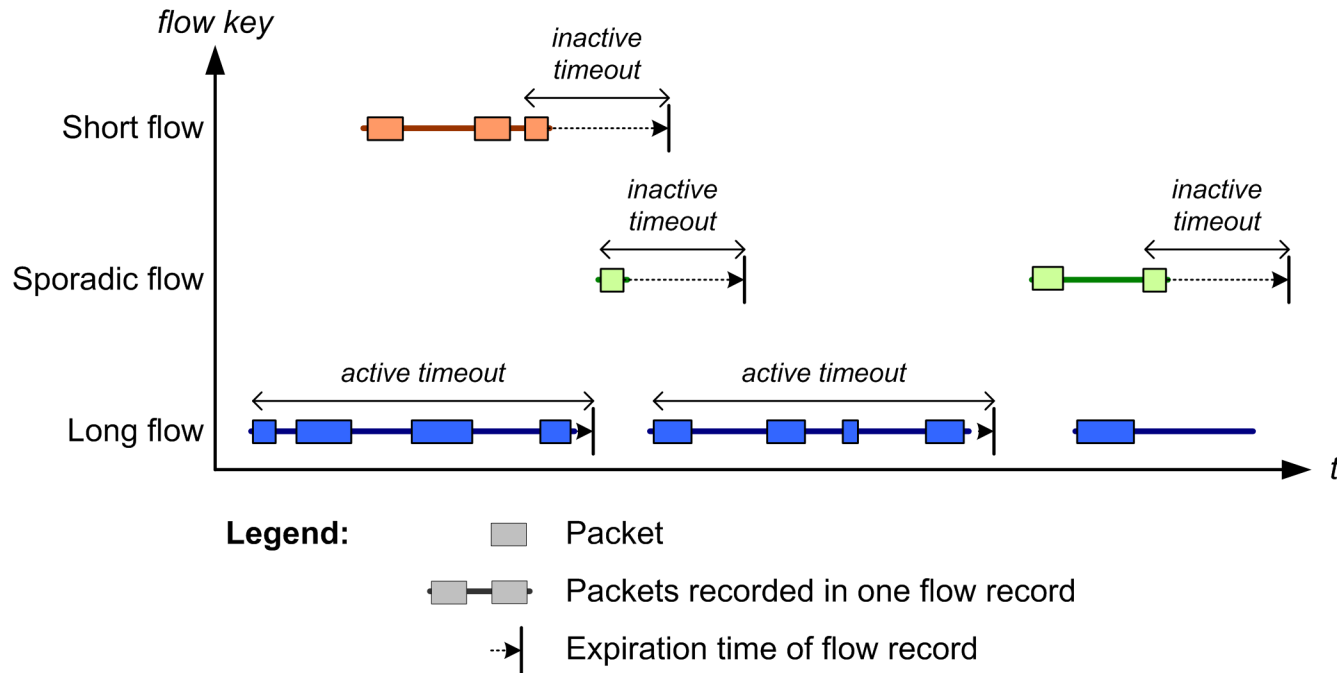 flow key
inactive
timeout
Short flow
inactive
timeout
inactive
timeout
Sporadic flow
active timeout
active timeout
Long flow
t
Legend:
Packet
Packets recorded in one flow record
Expiration time of flow record